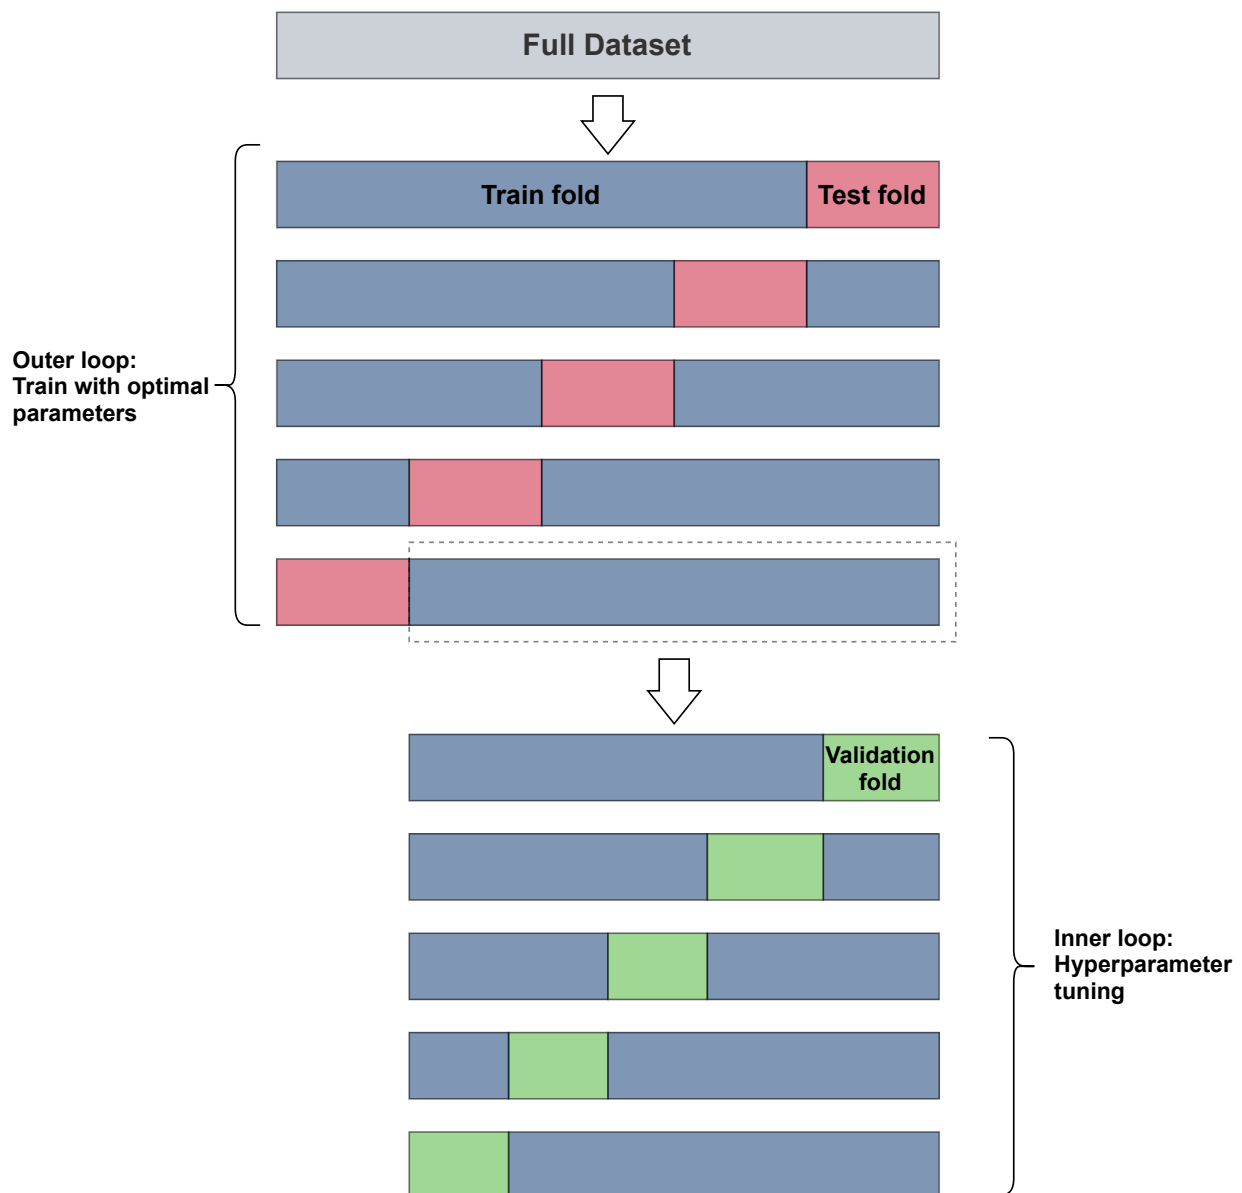 Full Dataset
Train fold
Test fold
Outer loop:
Train with optimal
parameters
Validation
fold
Inner loop:
Hyperparameter
tuning